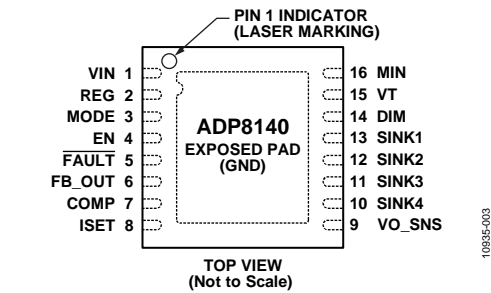 PIN 1 INDICATOR
(LASER MARKING)
VIN 1
REG 2
MODE 3
EN 4
FAULT 5
FB_OUT 6
COMP 7
ISET 8
ADP8140
EXPOSED PAD
(GND)
16 MIN
15 VT
14 DIM
13 SINK1
12 SINK2
11 SINK3
10 SINK4
9 VO_SNS
TOP VIEW
(Not to Scale)
10935-003